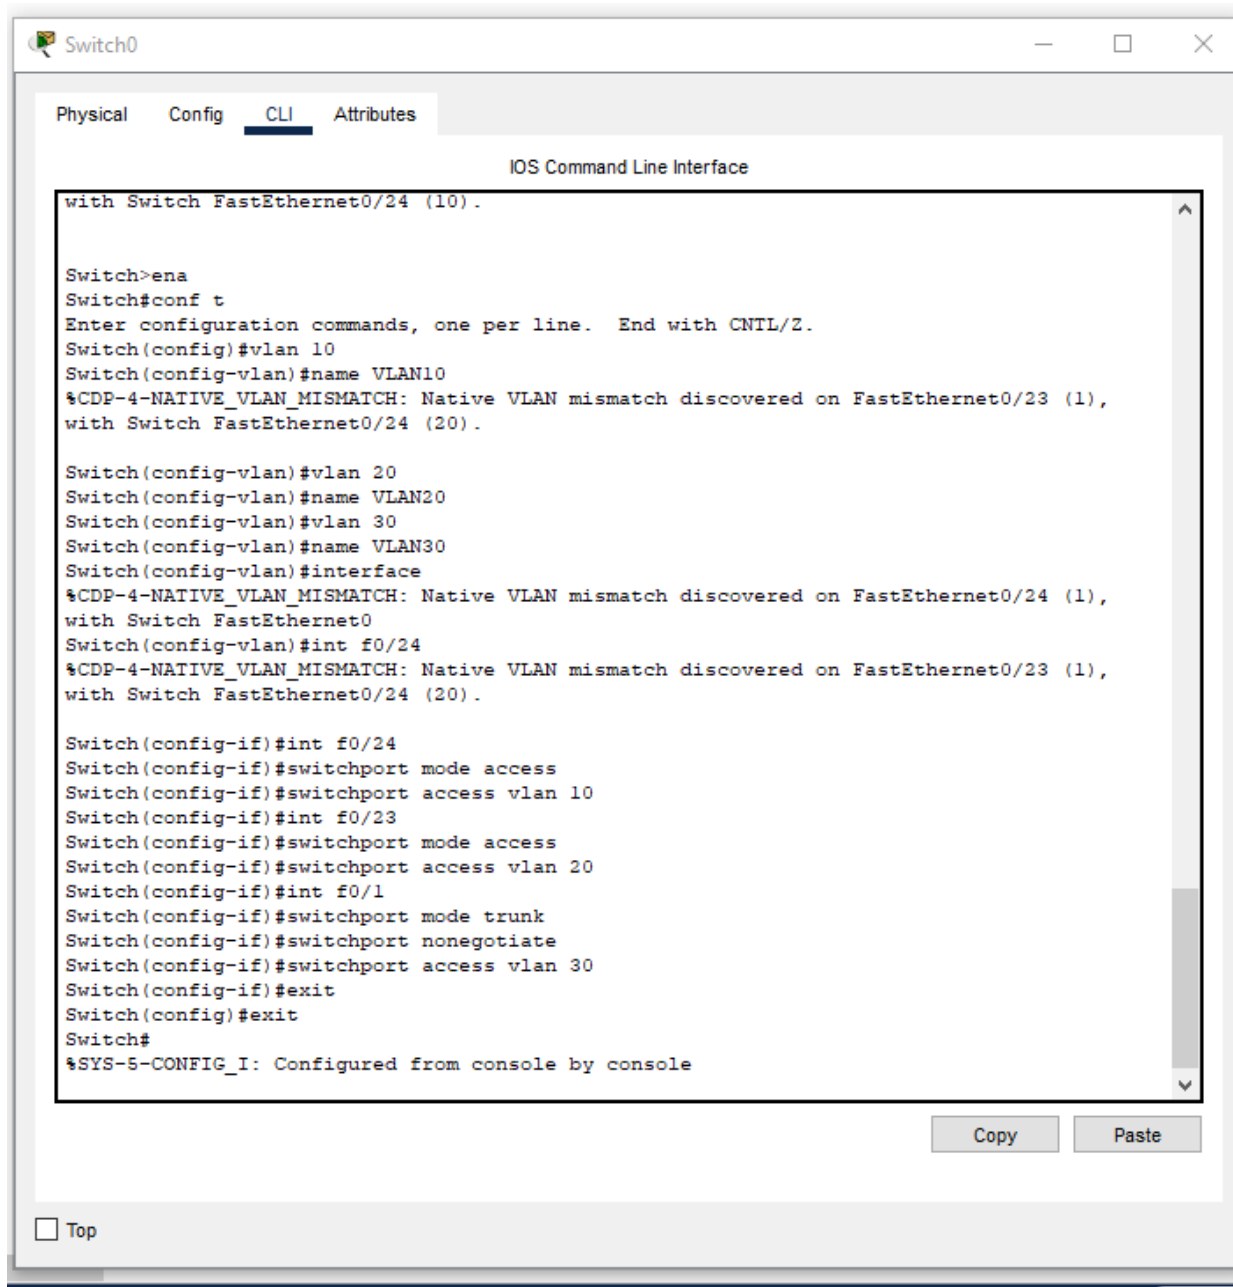 Switch0
Physical Config CLI Attributes
IOS Command Line Interface
with Switch FastEthernet0/24 (10).
Switch>ena
Switch#conf t
Enter configuration commands, one per line.  End with CNTL/Z.
Switch(config)#vlan 10
Switch(config-vlan)#name VLAN10
%CDP-4-NATIVE_VLAN_MISMATCH: Native VLAN mismatch discovered on FastEthernet0/23 (1),
with Switch FastEthernet0/24 (20).
Switch(config-vlan)#vlan 20
Switch(config-vlan)#name VLAN20
Switch(config-vlan)#vlan 30
Switch(config-vlan)#name VLAN30
Switch(config-vlan)#interface
%CDP-4-NATIVE_VLAN_MISMATCH: Native VLAN mismatch discovered on FastEthernet0/24 (1),
with Switch FastEthernet0
Switch(config-vlan)#int f0/24
%CDP-4-NATIVE_VLAN_MISMATCH: Native VLAN mismatch discovered on FastEthernet0/23 (1),
with Switch FastEthernet0/24 (20).
Switch(config-if)#int f0/24
Switch(config-if)#switchport mode access
Switch(config-if)#switchport access vlan 10
Switch(config-if)#int f0/23
Switch(config-if)#switchport mode access
Switch(config-if)#switchport access vlan 20
Switch(config-if)#int f0/1
Switch(config-if)#switchport mode trunk
Switch(config-if)#switchport nonegotiate
Switch(config-if)#switchport access vlan 30
Switch(config-if)#exit
Switch(config)#exit
Switch#
%SYS-5-CONFIG_I: Configured from console by console
Copy Paste
Top